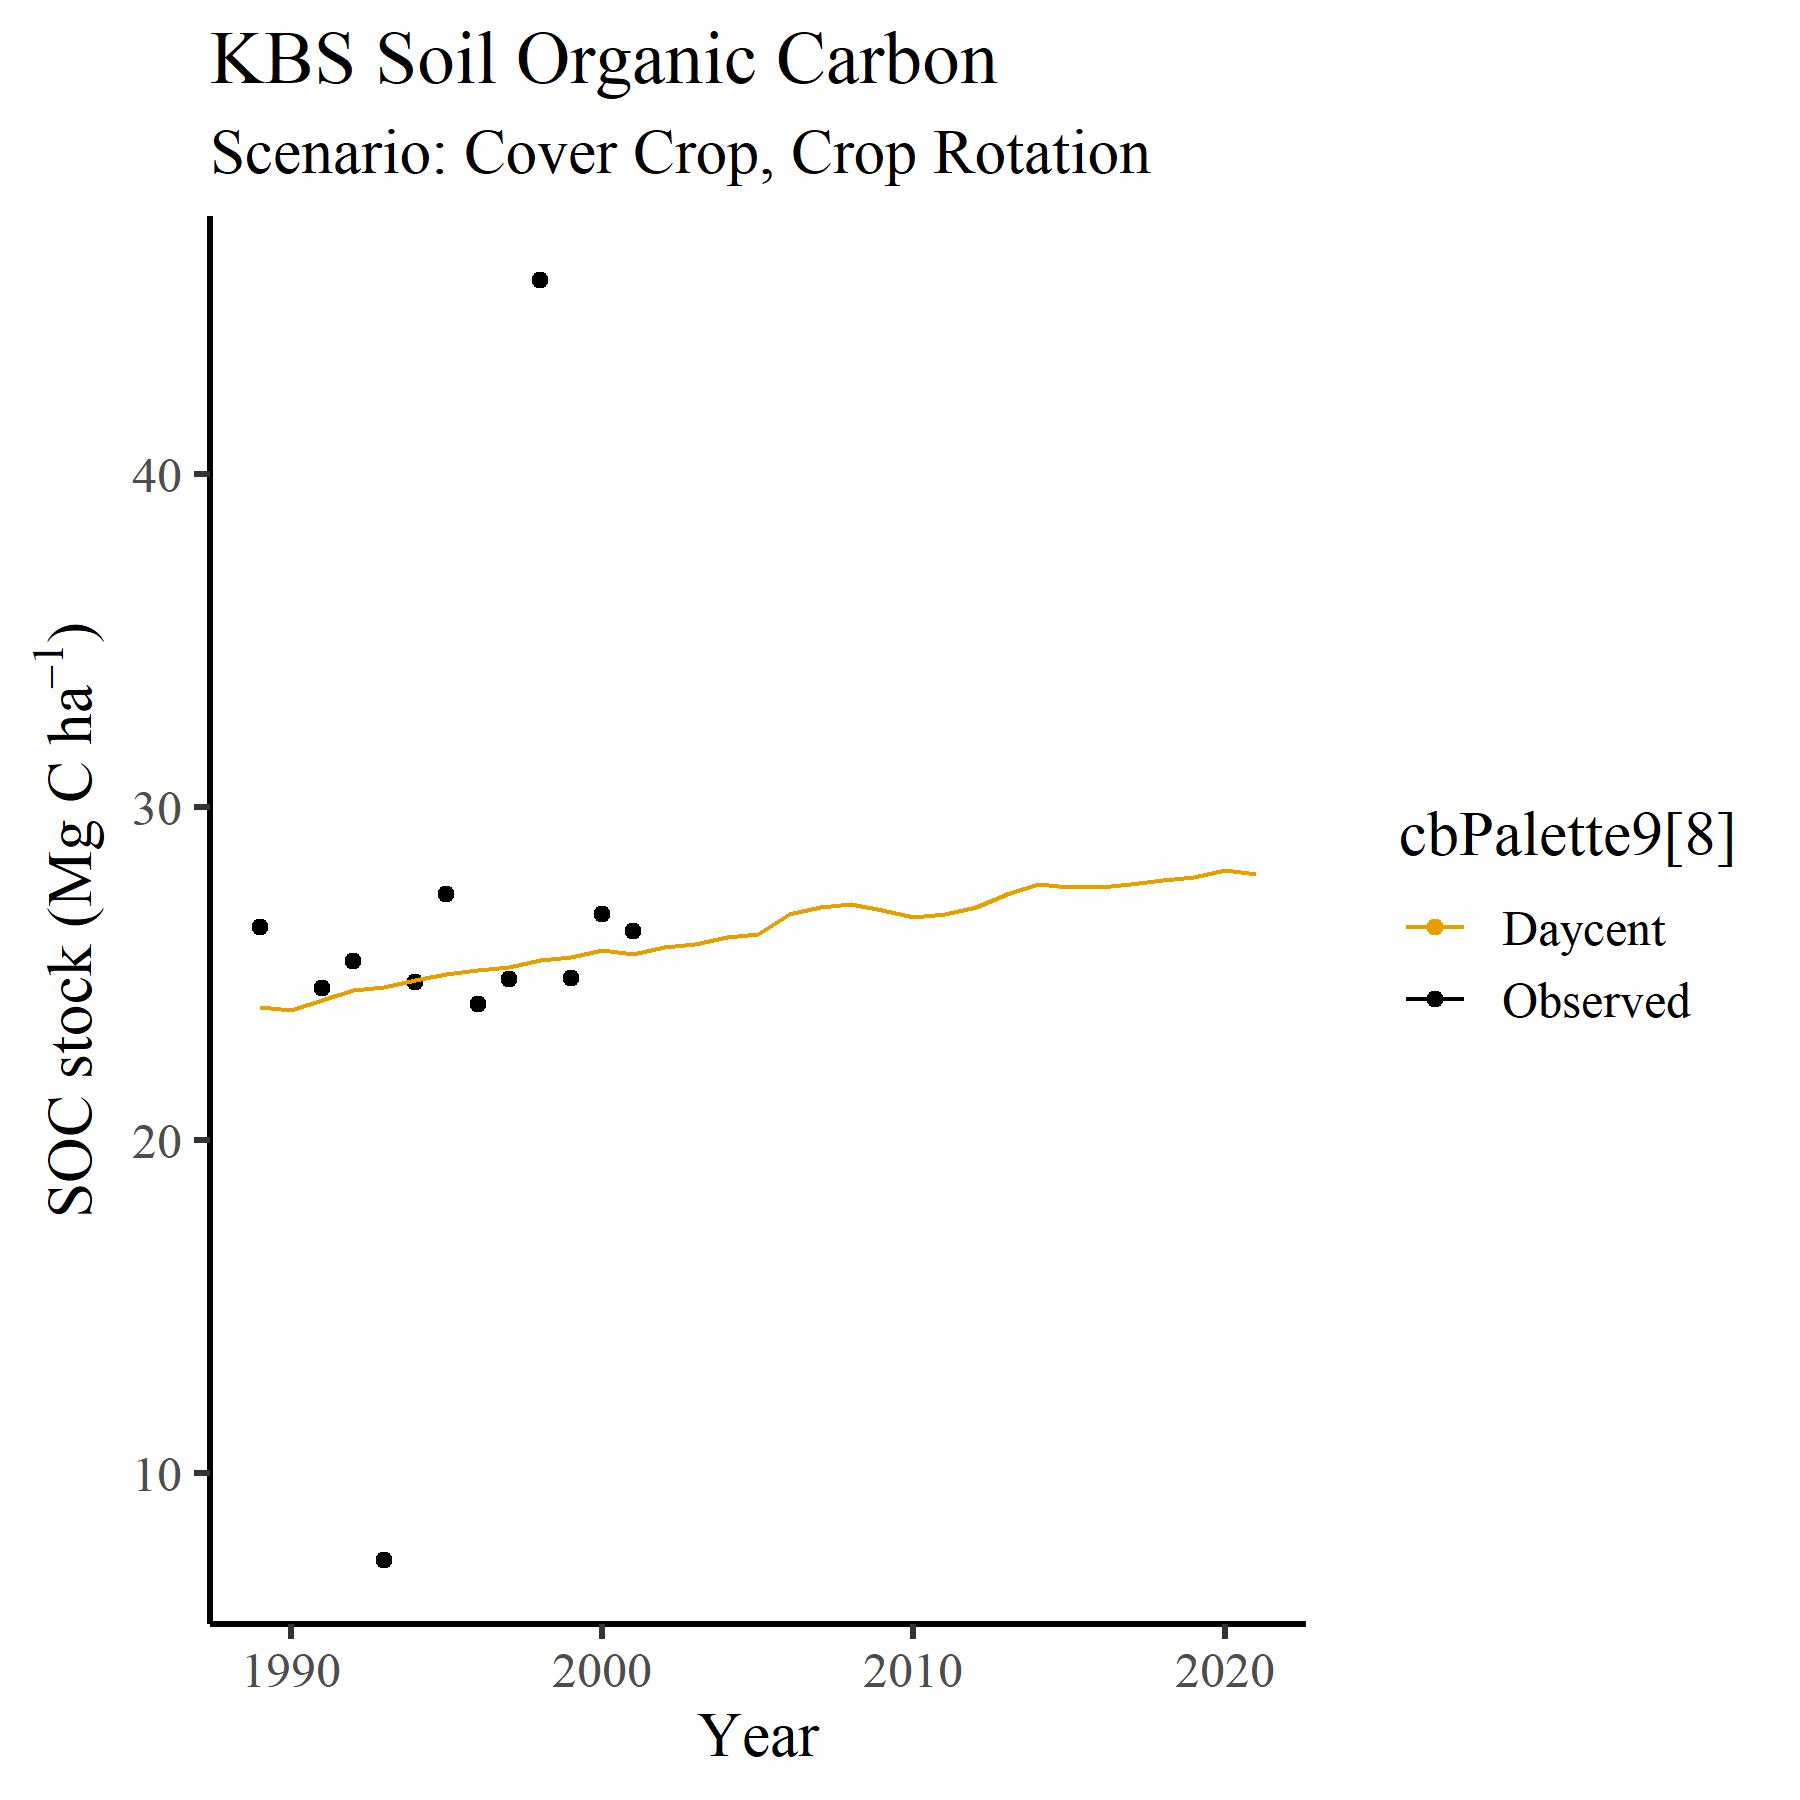 KBS Soil Organic Carbon
Scenario: Cover Crop, Crop Rotation
SOC stock (Mg C ha⁻¹)
40
30
20
10
1990 2000 2010 2020
Year
cbPalette9[8]
Daycent
Observed